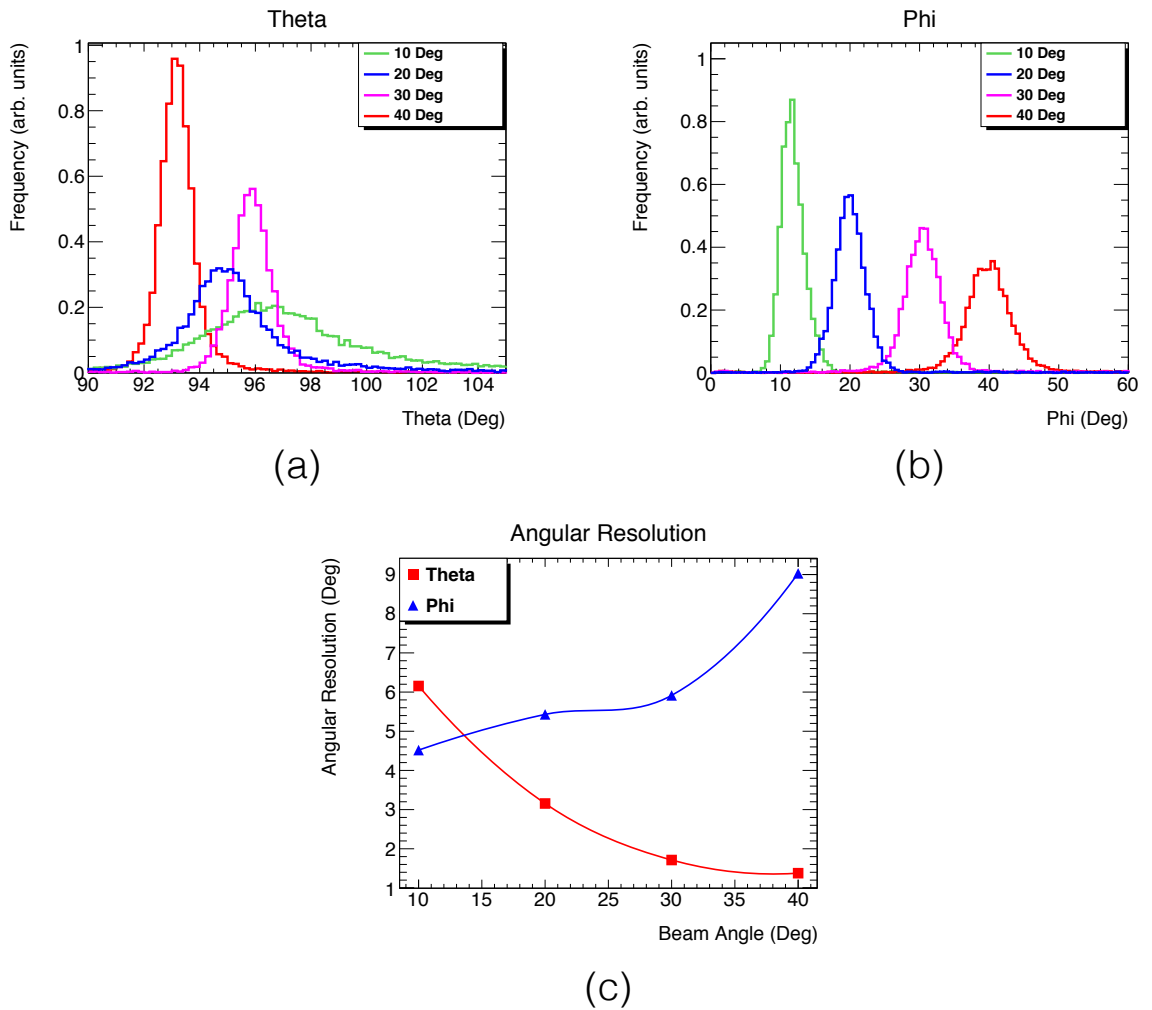 Theta
Frequency (arb. units)
1
0.8
0.6
0.4
0.2
0
10 Deg
20 Deg
30 Deg
40 Deg
90 92 94 96 98 100 102 104
Theta (Deg)
(a)
Phi
Frequency (arb. units)
1
0.8
0.6
0.4
0.2
0
10 Deg
20 Deg
30 Deg
40 Deg
0 10 20 30 40 50 60
Phi (Deg)
(b)
Angular Resolution
Angular Resolution (Deg)
9
8
7
6
5
4
3
2
1
Theta
Phi
10 15 20 25 30 35 40
Beam Angle (Deg)
(c)